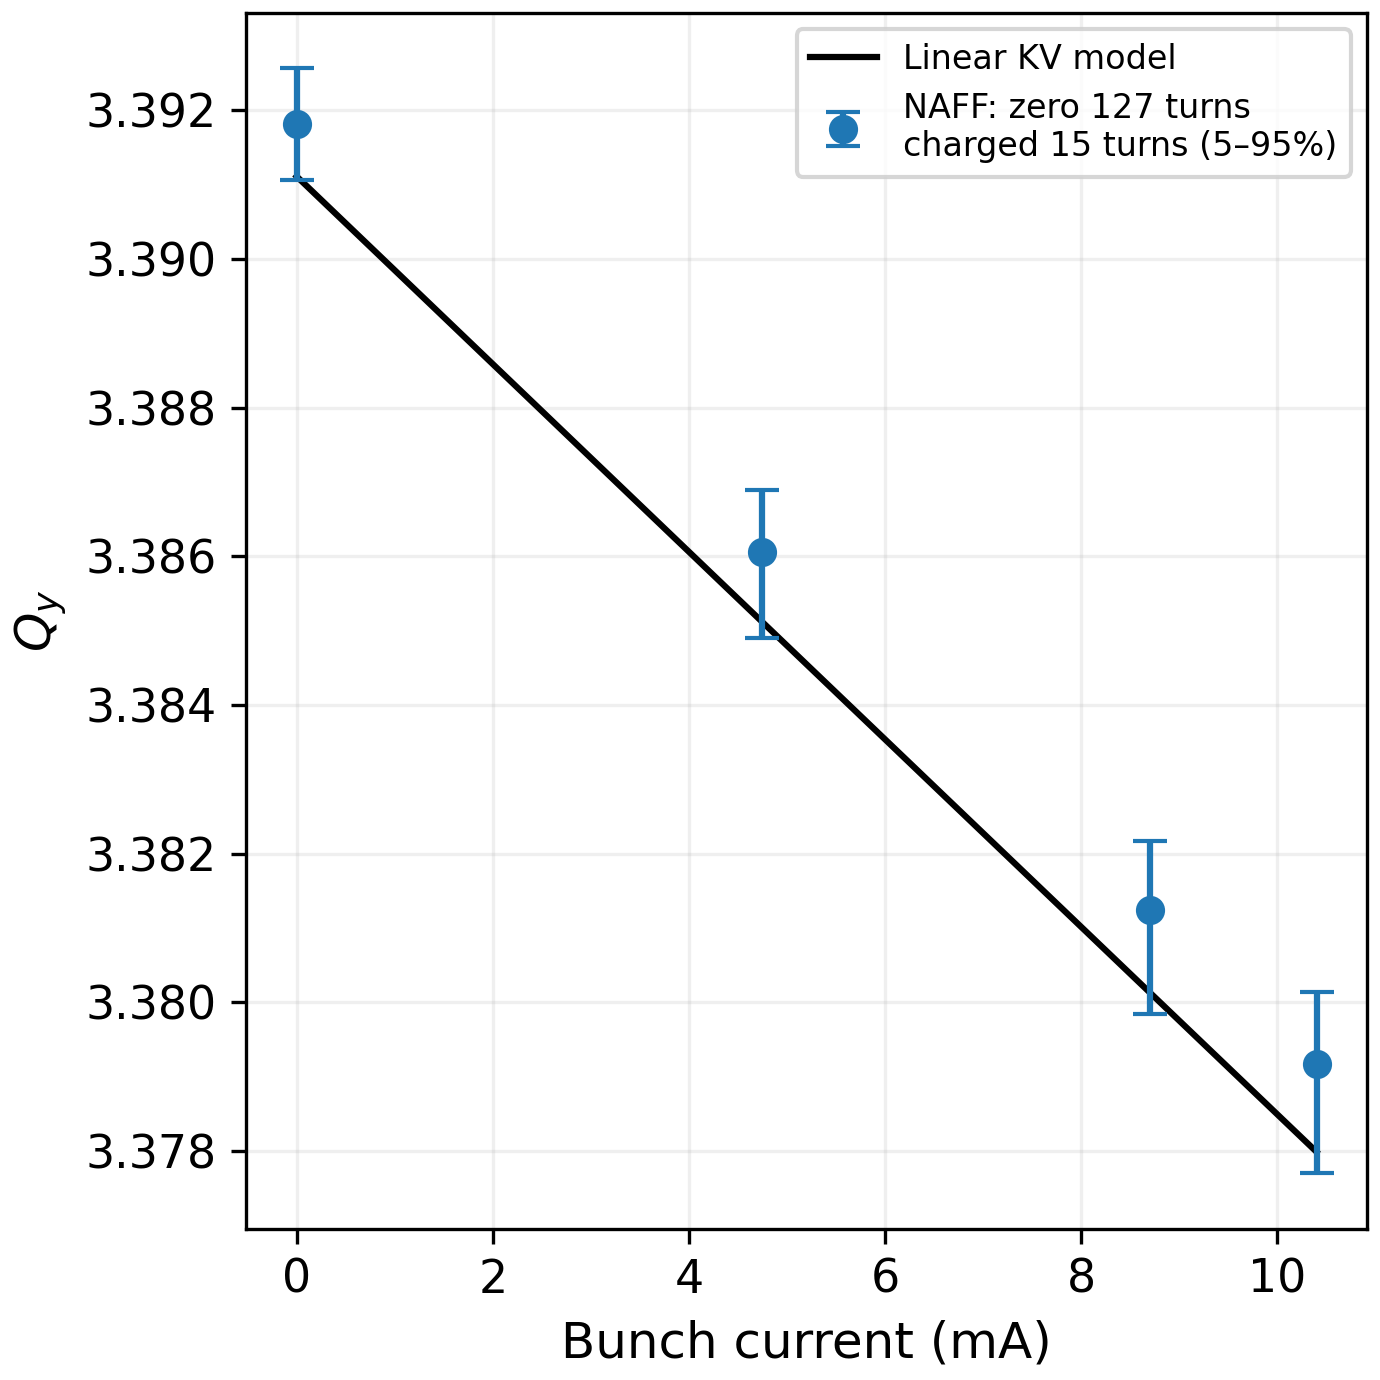 Linear KV model
NAFF: zero 127 turns
charged 15 turns (5–95%)
3.392
3.390
3.388
3.386
3.384
3.382
3.380
3.378
Qy
0 2 4 6 8 10
Bunch current (mA)